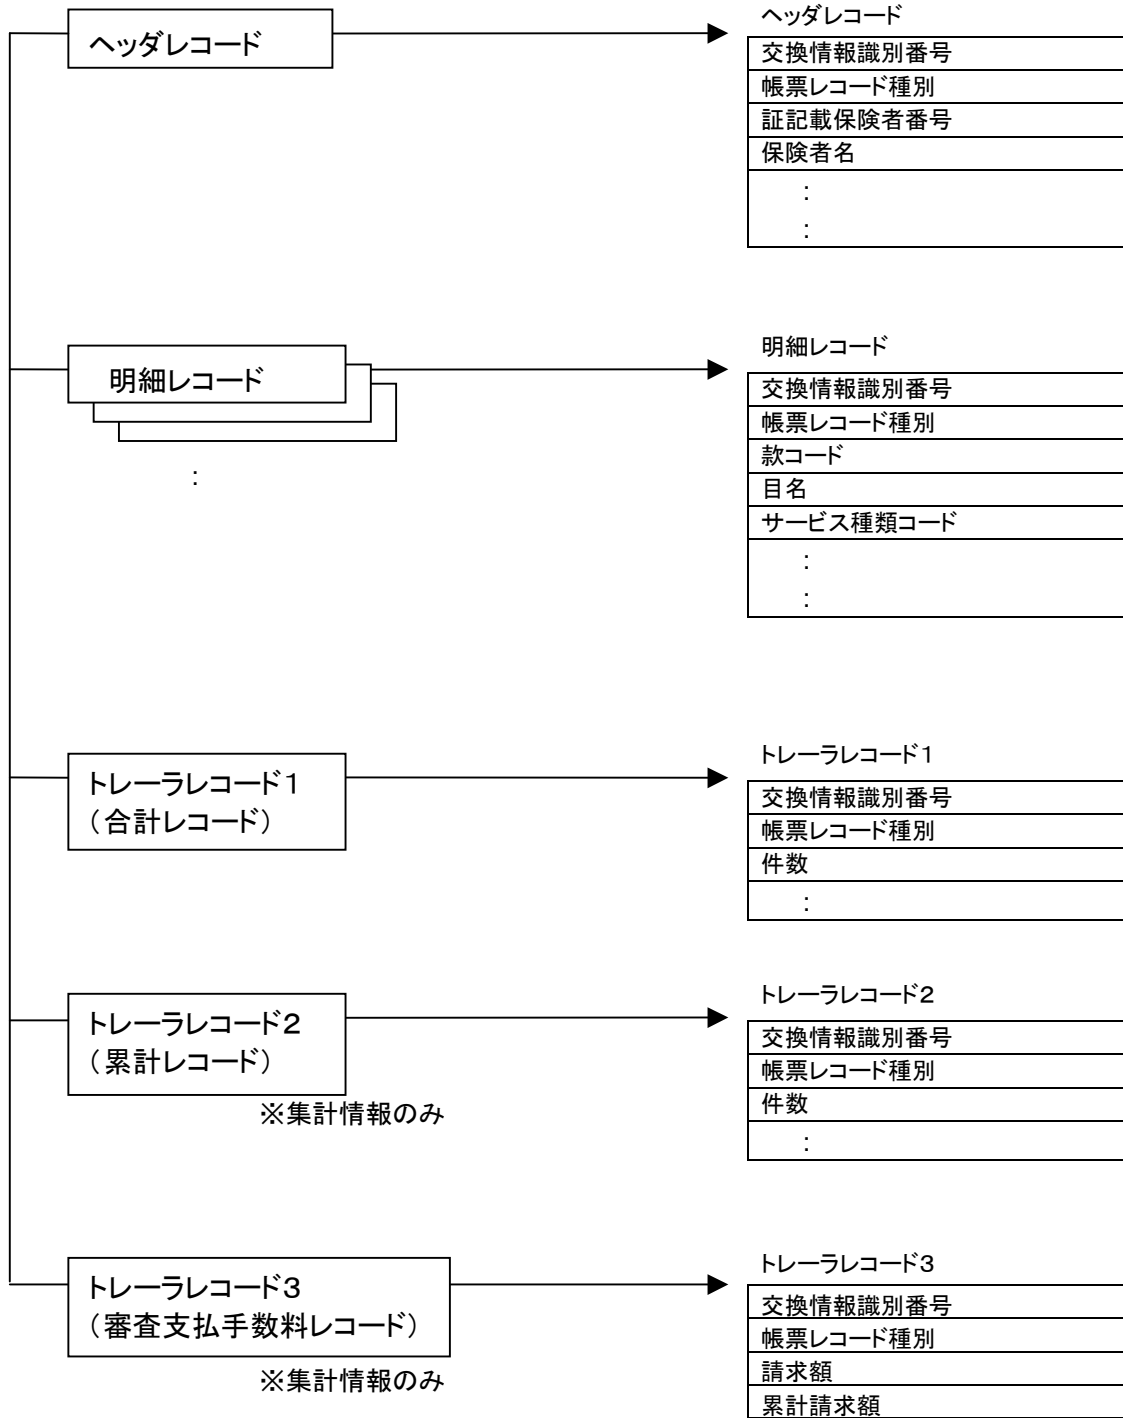 ヘッダレコード
ヘッダレコード
交換情報識別番号
帳票レコード種別
証記載保険者番号
保険者名
:
:
明細レコード
:
明細レコード
交換情報識別番号
帳票レコード種別
款コード
目名
サービス種類コード
:
:
トレーラレコード1
(合計レコード)
トレーラレコード1
交換情報識別番号
帳票レコード種別
件数
:
トレーラレコード2
(累計レコード)
※集計情報のみ
トレーラレコード2
交換情報識別番号
帳票レコード種別
件数
:
トレーラレコード3
(審査支払手数料レコード)
※集計情報のみ
トレーラレコード3
交換情報識別番号
帳票レコード種別
請求額
累計請求額